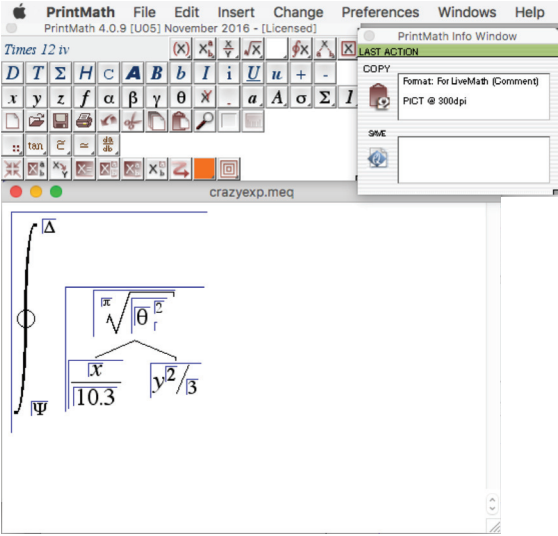 PrintMath File Edit Insert Change Preferences Windows Help
PrintMath 4.0.9 [U05] November 2016 - [Licensed]
PrintMath Info Window
LAST ACTION
COPY
Format: For LiveMath (Comment)
PICT @ 300dpi
SAVE
Times 12 iv
D T Σ H C A B b I i U u + -
x y z f α β γ θ a A σ Σ 1
tan
crazyexp.meq
Δ
π θ 2
x y 2 / 3
10.3
Ψ